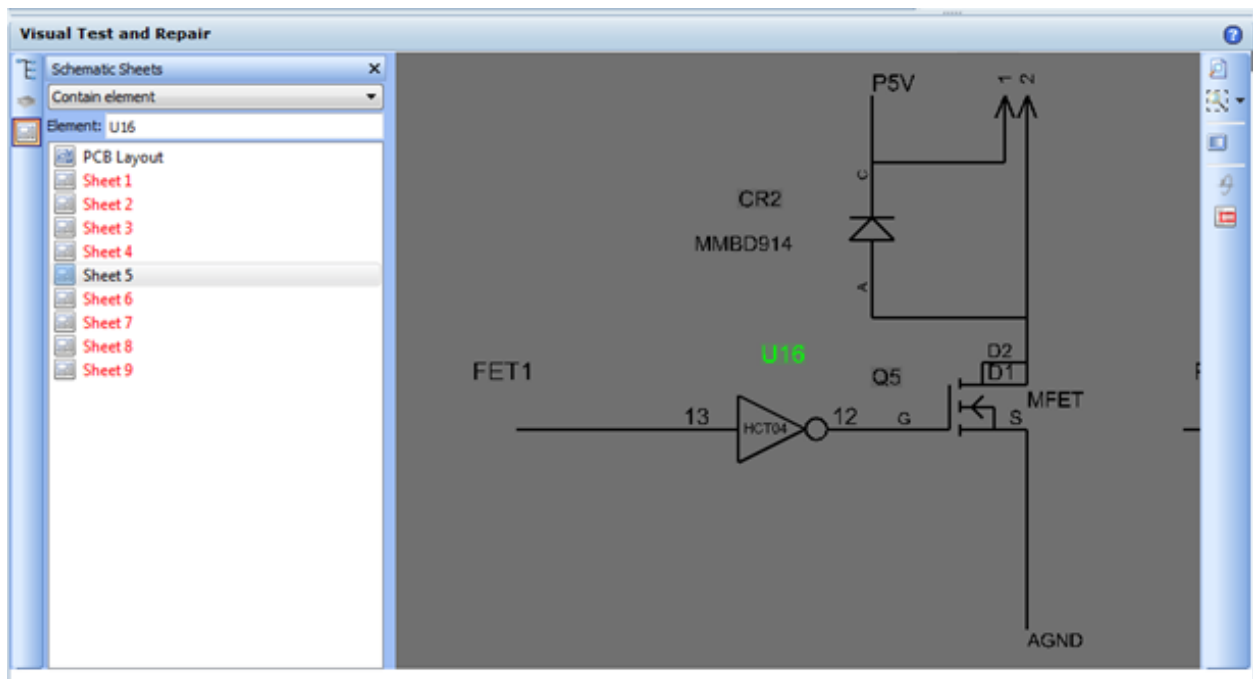 Visual Test and Repair
Schematic Sheets
Contain element
Element: U16
PCB Layout
Sheet 1
Sheet 2
Sheet 3
Sheet 4
Sheet 5
Sheet 6
Sheet 7
Sheet 8
Sheet 9
P5V
1
2
C
CR2
MMBD914
A
U16
FET1
Q5
D2
D1
MFET
13
HCT04
12
G
S
AGND